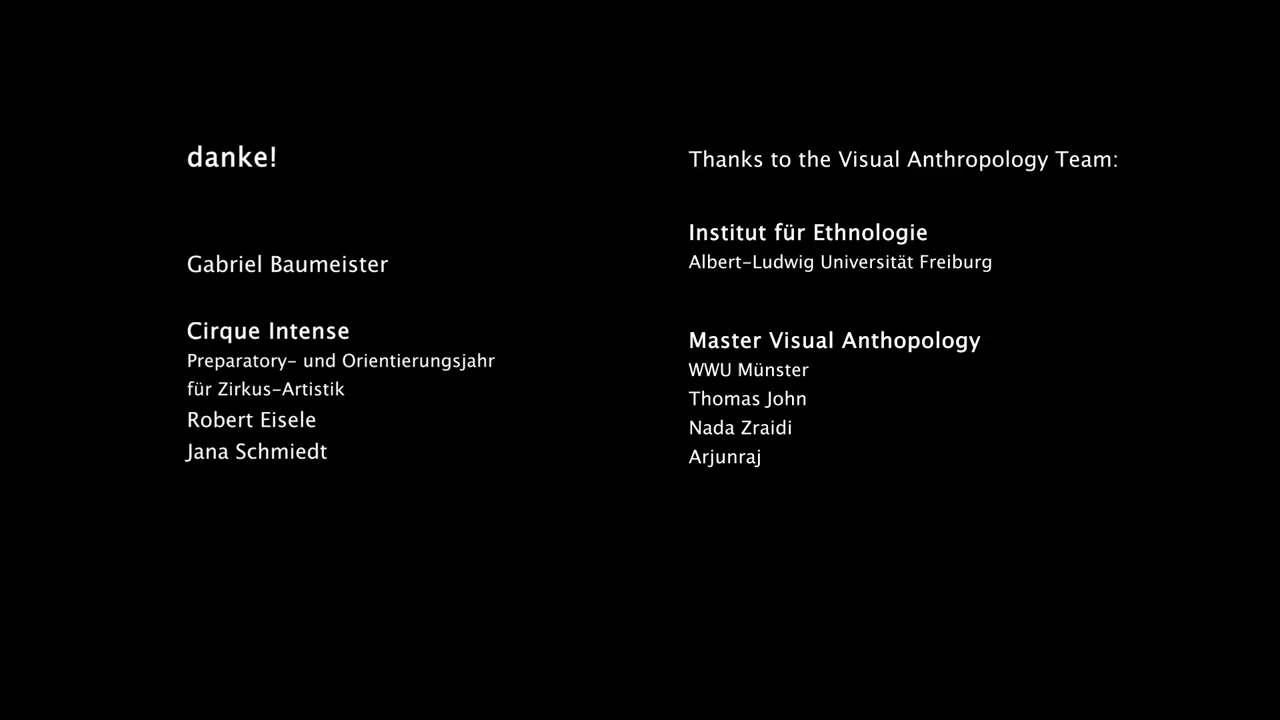 danke!
Gabriel Baumeister
Cirque Intense
Preparatory- und Orientierungsjahr
für Zirkus-Artistik
Robert Eisele
Jana Schmiedt
Thanks to the Visual Anthropology Team:
Institut für Ethnologie
Albert-Ludwig Universität Freiburg
Master Visual Anthopology
WWU Münster
Thomas John
Nada Zraidi
Arjunraj